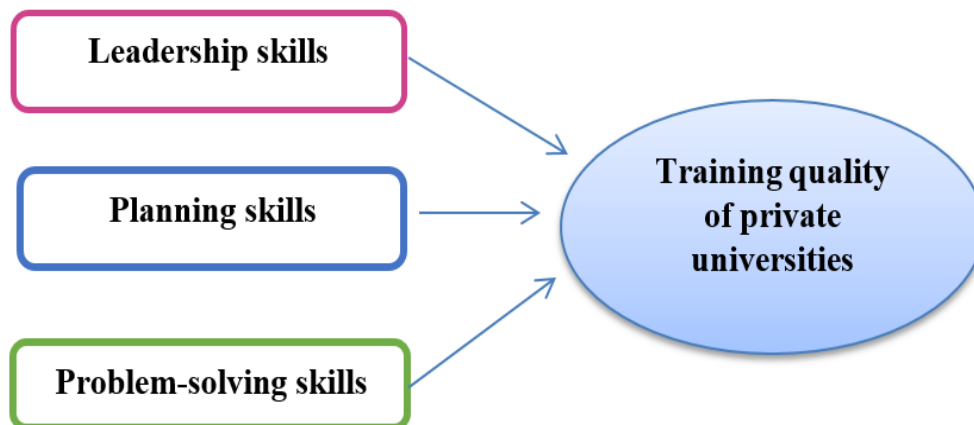 Leadership skills
Planning skills
Problem-solving skills
Training quality
of private
universities